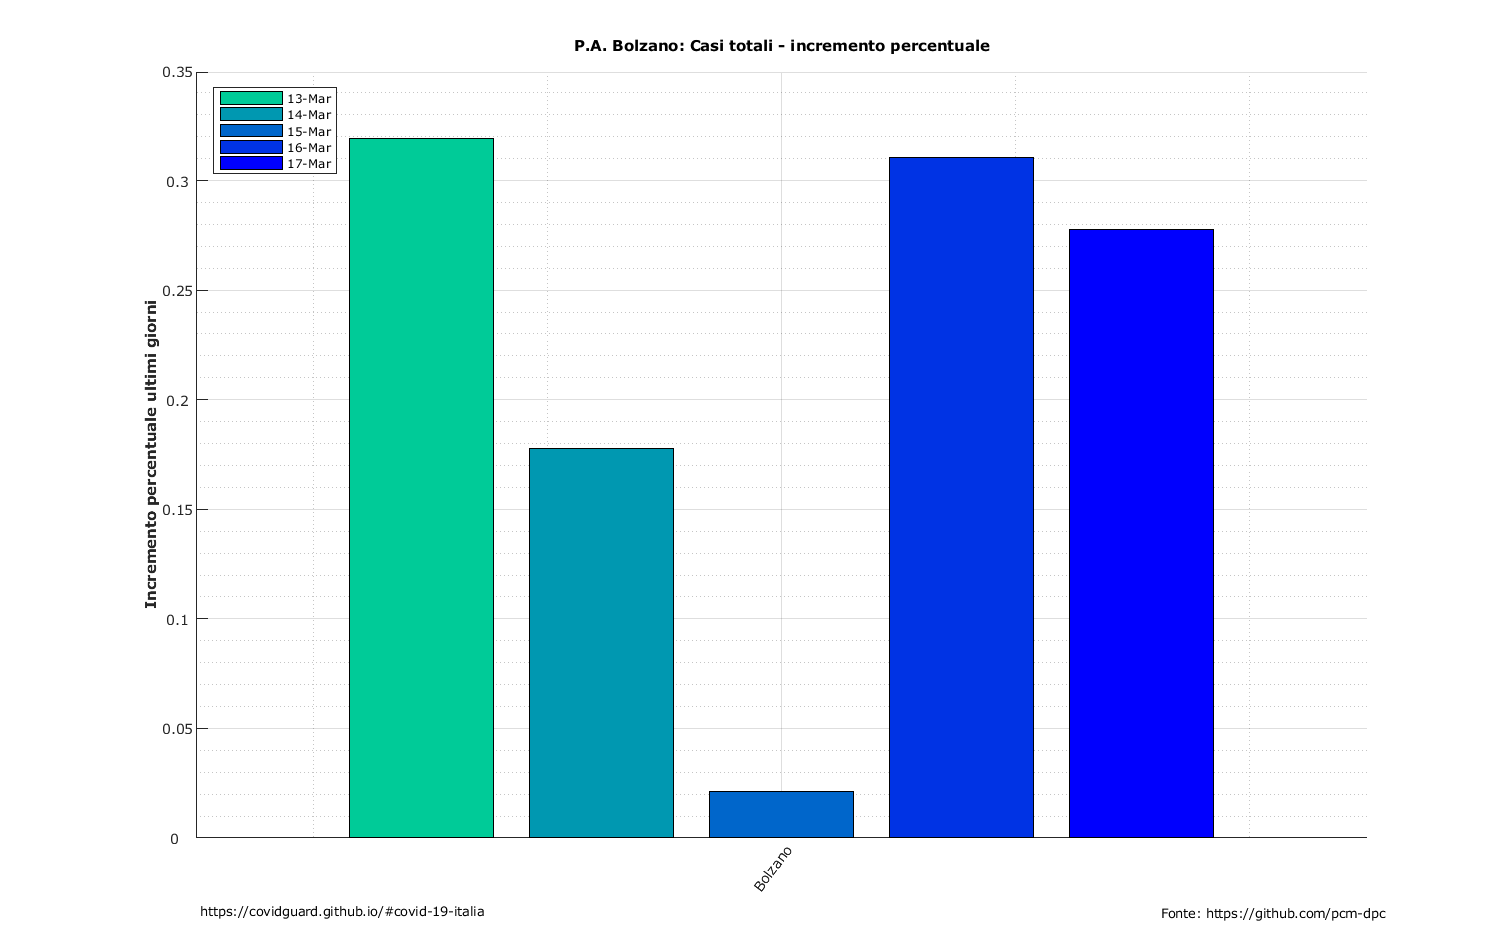 P.A. Bolzano: Casi totali - incremento percentuale
0.35
0.3
0.25
0.2
0.15
0.1
0.05
0
Incremento percentuale ultimi giorni
13-Mar
14-Mar
15-Mar
16-Mar
17-Mar
Bolzano
https://covidguard.github.io/#covid-19-italia
Fonte: https://github.com/pcm-dpc